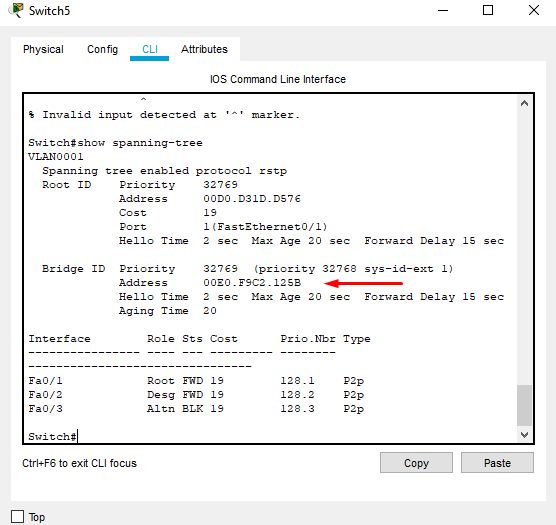 Switch5
Physical Config CLI Attributes
IOS Command Line Interface
^
% Invalid input detected at '^' marker.
Switch#show spanning-tree
VLAN0001
Spanning tree enabled protocol rstp
Root ID Priority 32769
Address 00D0.D31D.D576
Cost 19
Port 1(FastEthernet0/1)
Hello Time 2 sec Max Age 20 sec Forward Delay 15 sec
Bridge ID Priority 32769 (priority 32768 sys-id-ext 1)
Address 00E0.F9C2.125B
Hello Time 2 sec Max Age 20 sec Forward Delay 15 sec
Aging Time 20
Interface Role Sts Cost Prio.Nbr Type
---------------- ---- --- --------- -------- --------------------------------
Fa0/1 Root FWD 19 128.1 P2p
Fa0/2 Desg FWD 19 128.2 P2p
Fa0/3 Altn BLK 19 128.3 P2p
Switch#
Ctrl+F6 to exit CLI focus
Copy Paste
Top